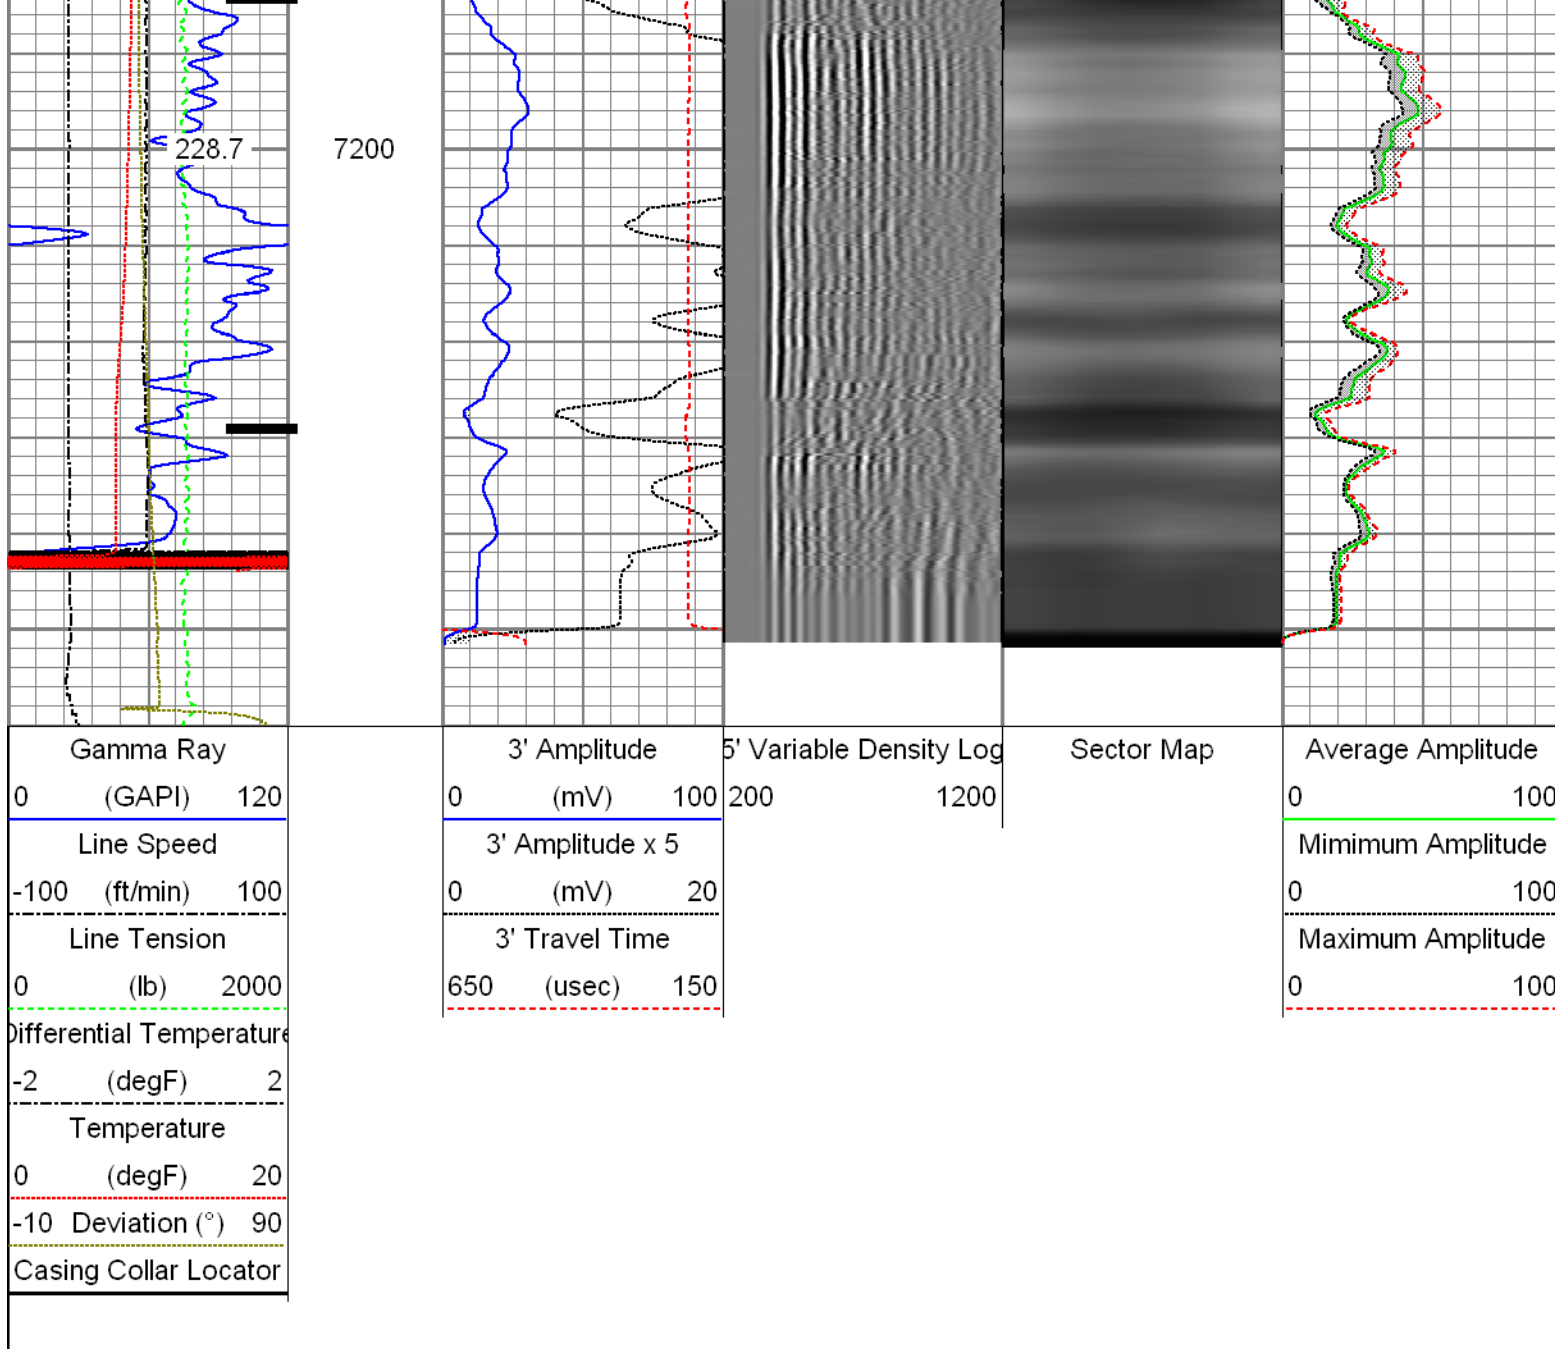 228.7
7200
Gamma Ray
0 (GAPI) 120
Line Speed
-100 (ft/min) 100
Line Tension
0 (lb) 2000
Differential Temperature
-2 (degF) 2
Temperature
0 (degF) 20
-10 Deviation (°) 90
Casing Collar Locator
3' Amplitude
0 (mV) 100
3' Amplitude x 5
0 (mV) 20
3' Travel Time
650 (usec) 150
5' Variable Density Log
200 1200
Sector Map
Average Amplitude
0 100
Mimimum Amplitude
0 100
Maximum Amplitude
0 100